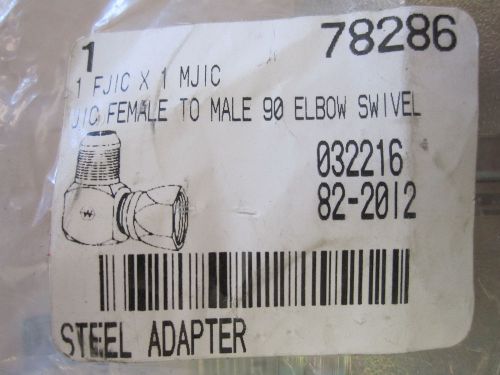 1 78286
1 FJIC X 1 MJIC
JIC FEMALE TO MALE 90 ELBOW SWIVEL
032216
82-2012
W
STEEL ADAPTER